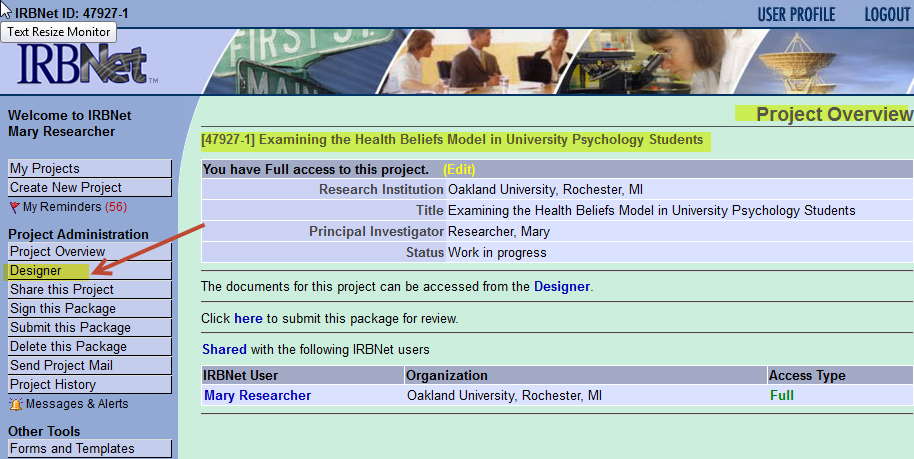 IRBNet ID: 47927-1
USER PROFILE LOGOUT
Text Resize Monitor
FIRST ST.
MAIN
IRBNet™
Welcome to IRBNet
Mary Researcher
My Projects
Create New Project
My Reminders (56)
Project Administration
Project Overview
Designer
Share this Project
Sign this Package
Submit this Package
Delete this Package
Send Project Mail
Project History
Messages & Alerts
Other Tools
Forms and Templates
Project Overview
[47927-1] Examining the Health Beliefs Model in University Psychology Students
You have Full access to this project. (Edit)
Research Institution Oakland University, Rochester, MI
Title Examining the Health Beliefs Model in University Psychology Students
Principal Investigator Researcher, Mary
Status Work in progress
The documents for this project can be accessed from the Designer.
Click here to submit this package for review.
Shared with the following IRBNet users
IRBNet User Organization Access Type
Mary Researcher Oakland University, Rochester, MI Full